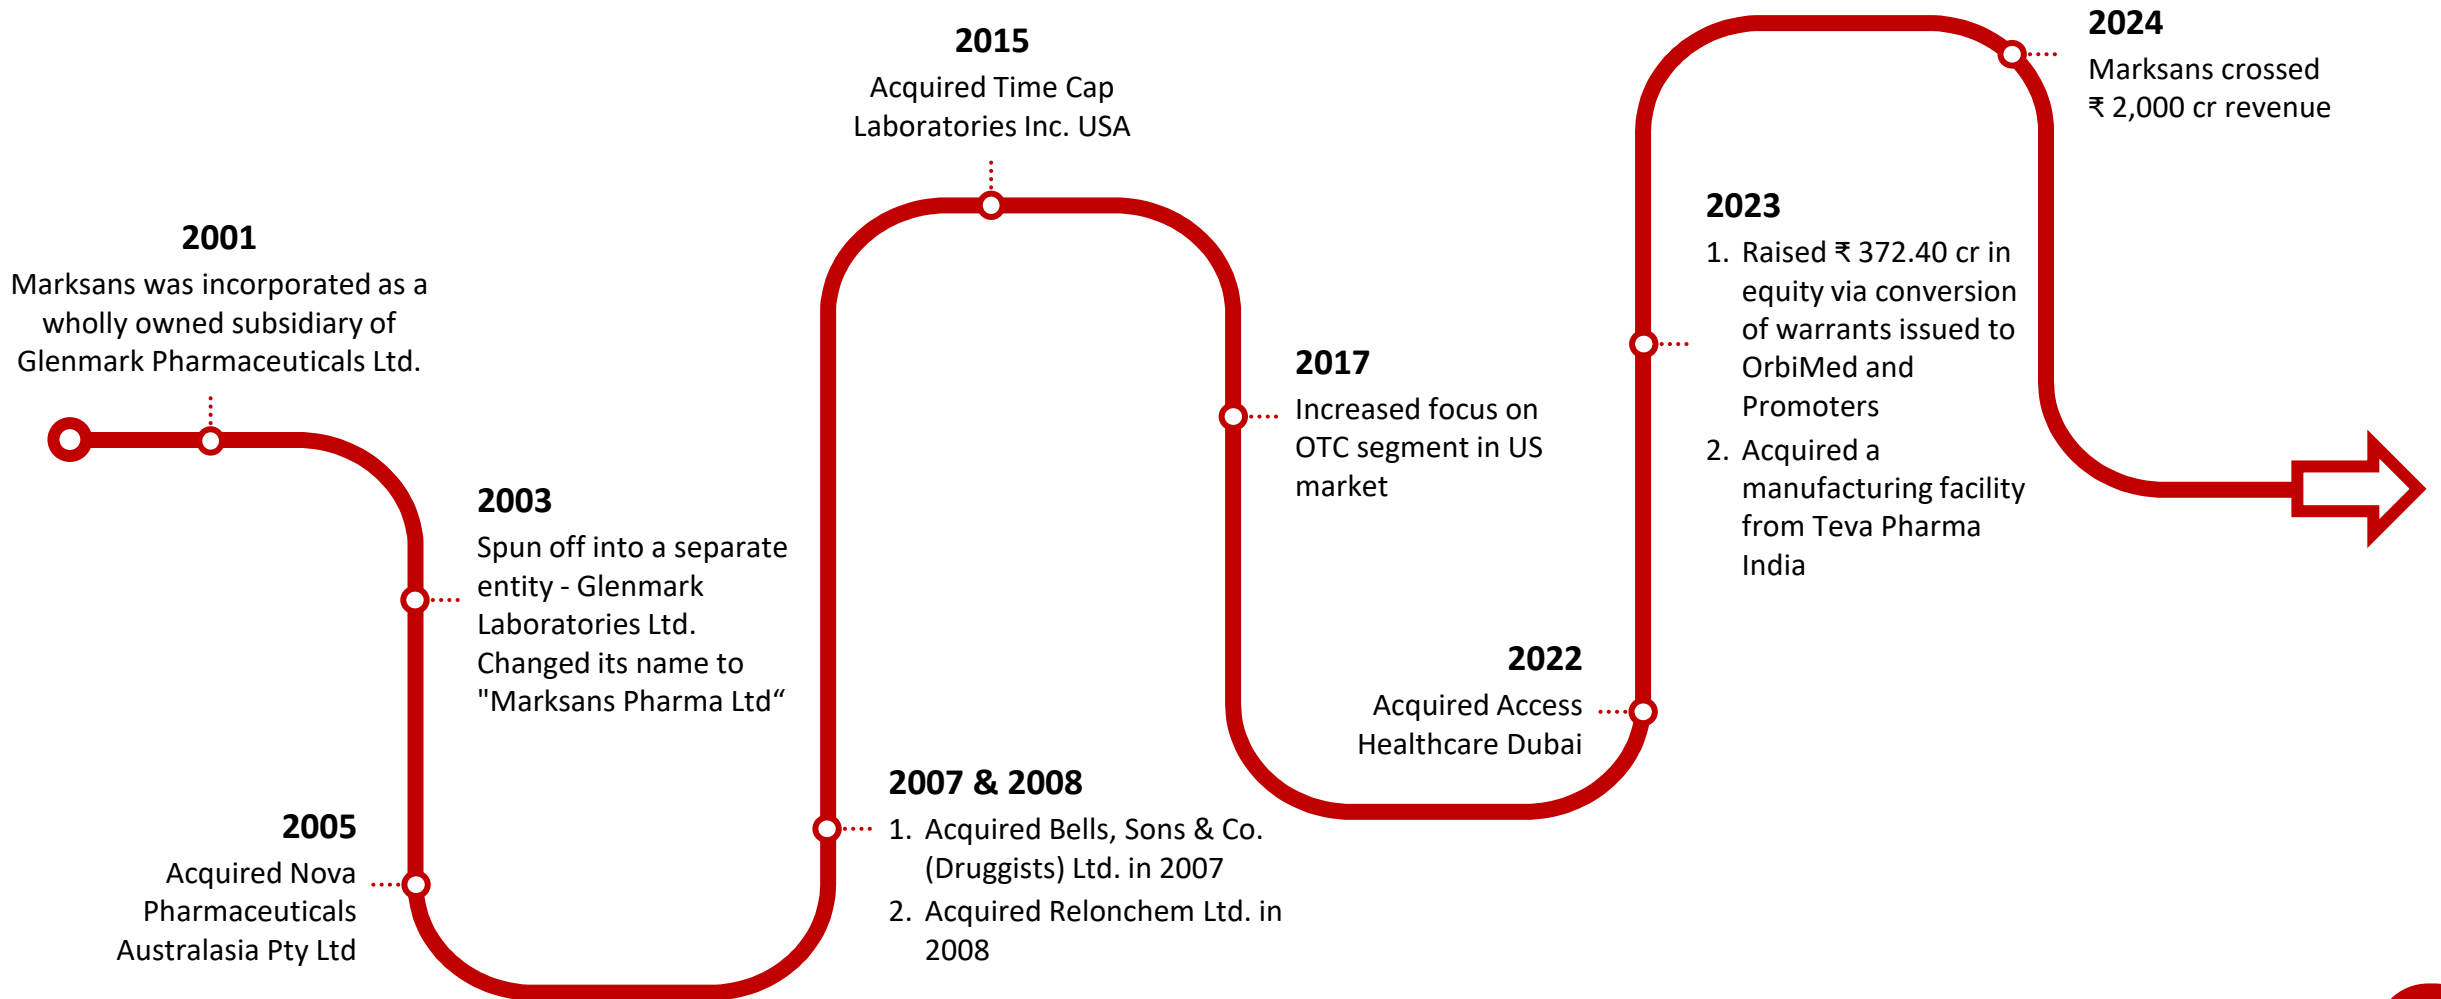 2001
Marksans was incorporated as a
wholly owned subsidiary of
Glenmark Pharmaceuticals Ltd.
2003
Spun off into a separate
entity - Glenmark
Laboratories Ltd.
Changed its name to
"Marksans Pharma Ltd“
2005
Acquired Nova
Pharmaceuticals
Australasia Pty Ltd
2007 & 2008
1. Acquired Bells, Sons & Co.
(Druggists) Ltd. in 2007
2. Acquired Relonchem Ltd. in
2008
2015
Acquired Time Cap
Laboratories Inc. USA
2017
Increased focus on
OTC segment in US
market
2022
Acquired Access
Healthcare Dubai
2023
1. Raised ₹ 372.40 cr in
equity via conversion
of warrants issued to
OrbiMed and
Promoters
2. Acquired a
manufacturing facility
from Teva Pharma
India
2024
Marksans crossed
₹ 2,000 cr revenue